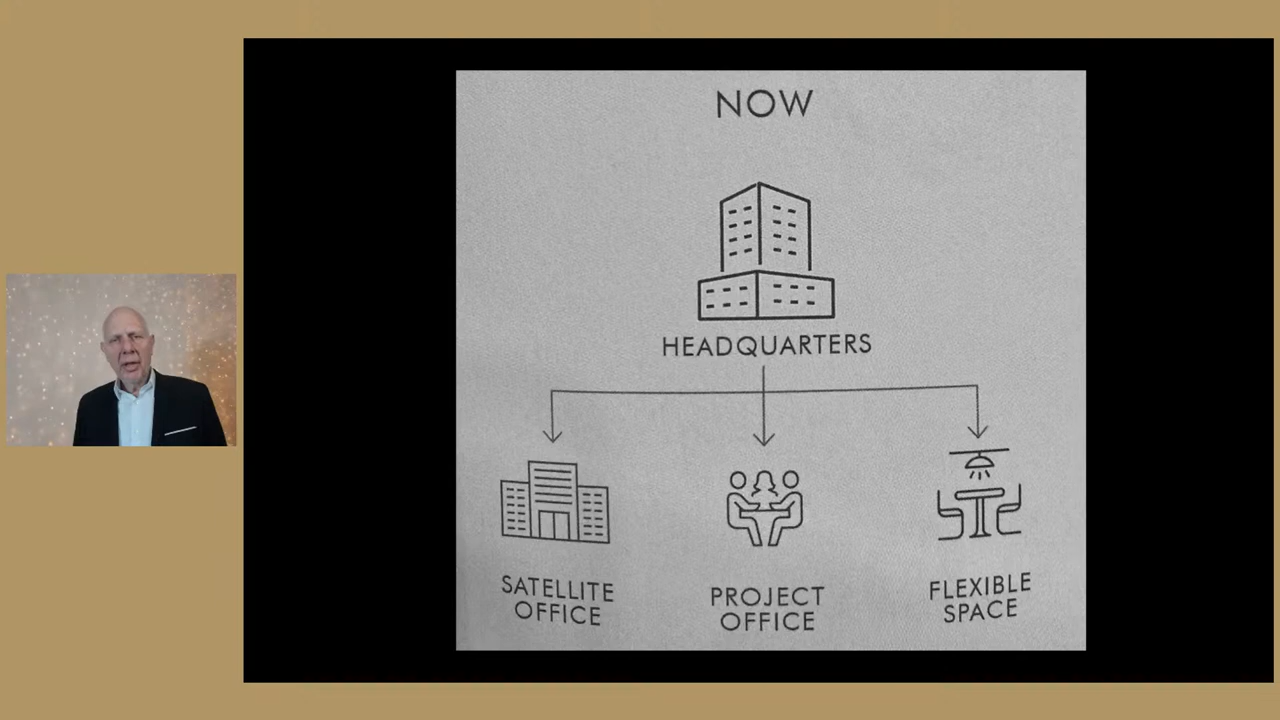 NOW
HEADQUARTERS
SATELLITE
OFFICE
PROJECT
OFFICE
FLEXIBLE
SPACE